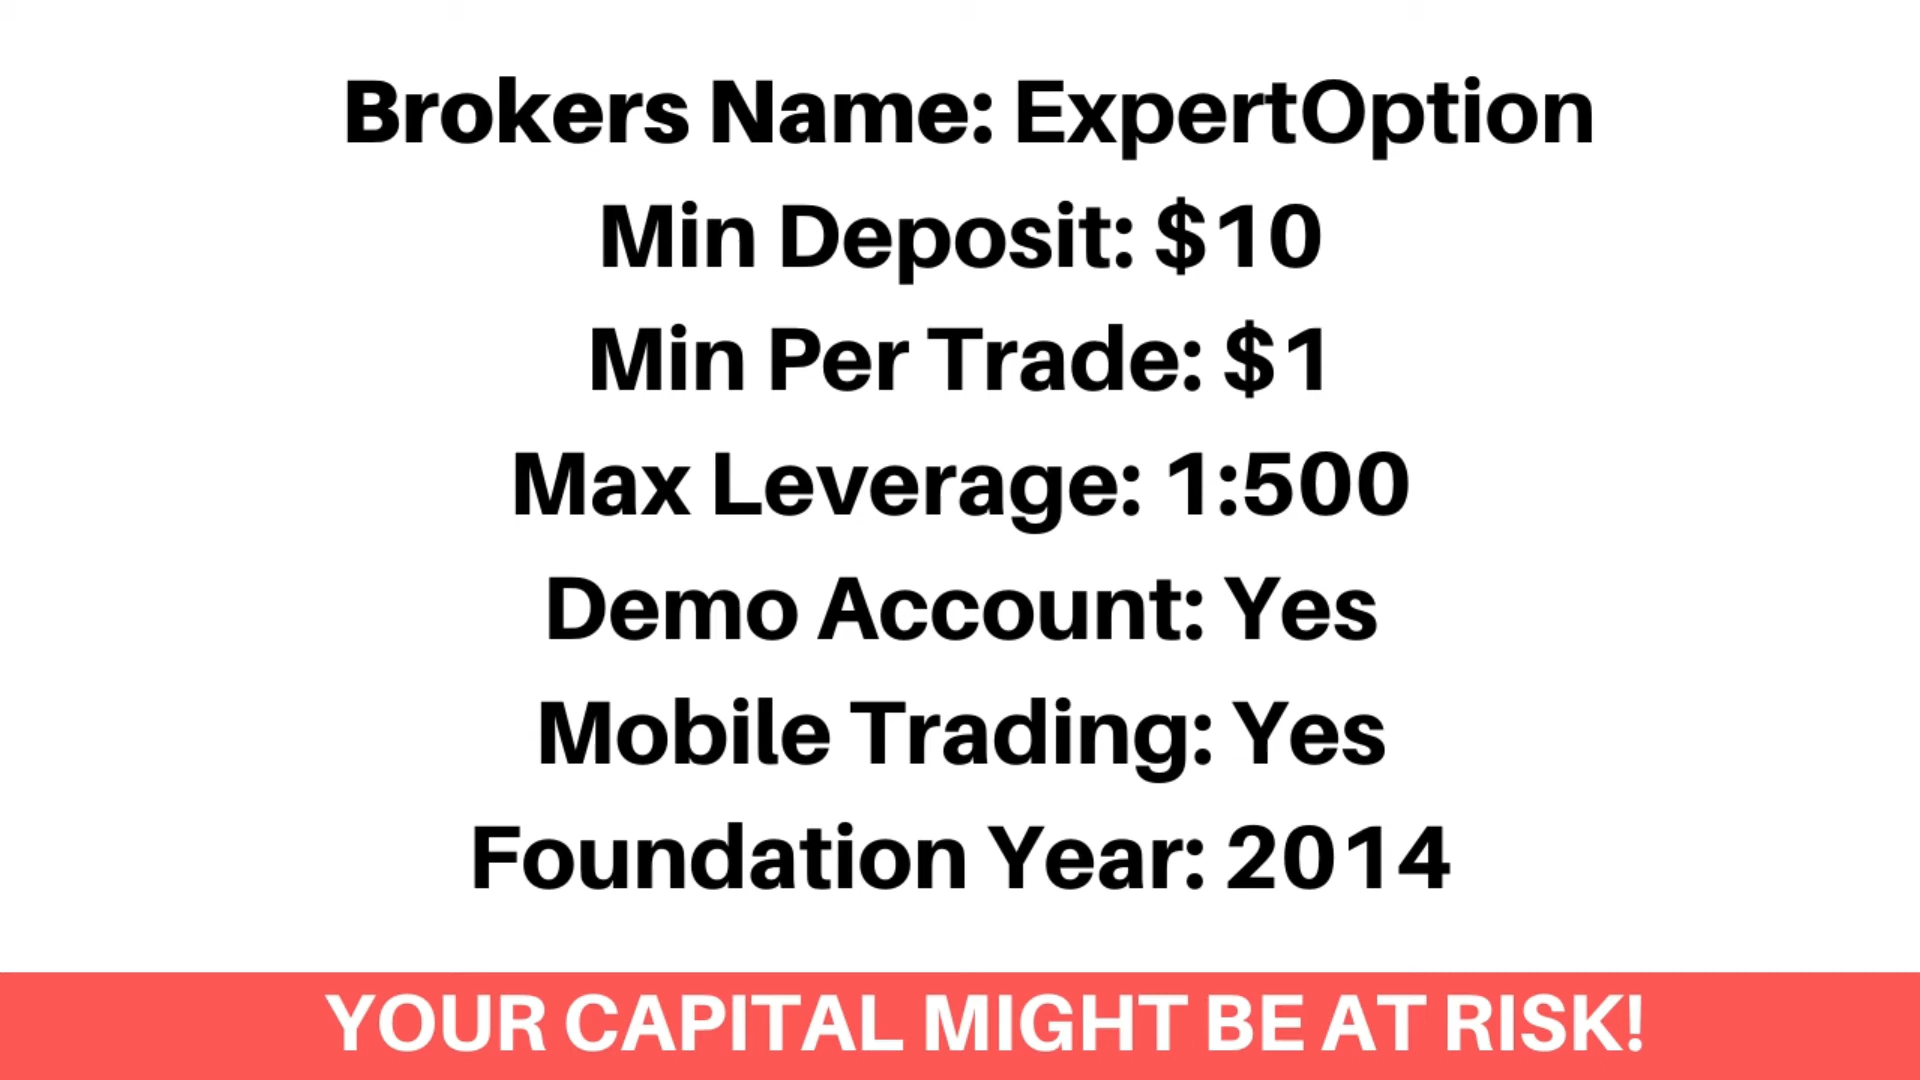 Brokers Name: ExpertOption
Min Deposit: $10
Min Per Trade: $1
Max Leverage: 1:500
Demo Account: Yes
Mobile Trading: Yes
Foundation Year: 2014
YOUR CAPITAL MIGHT BE AT RISK!